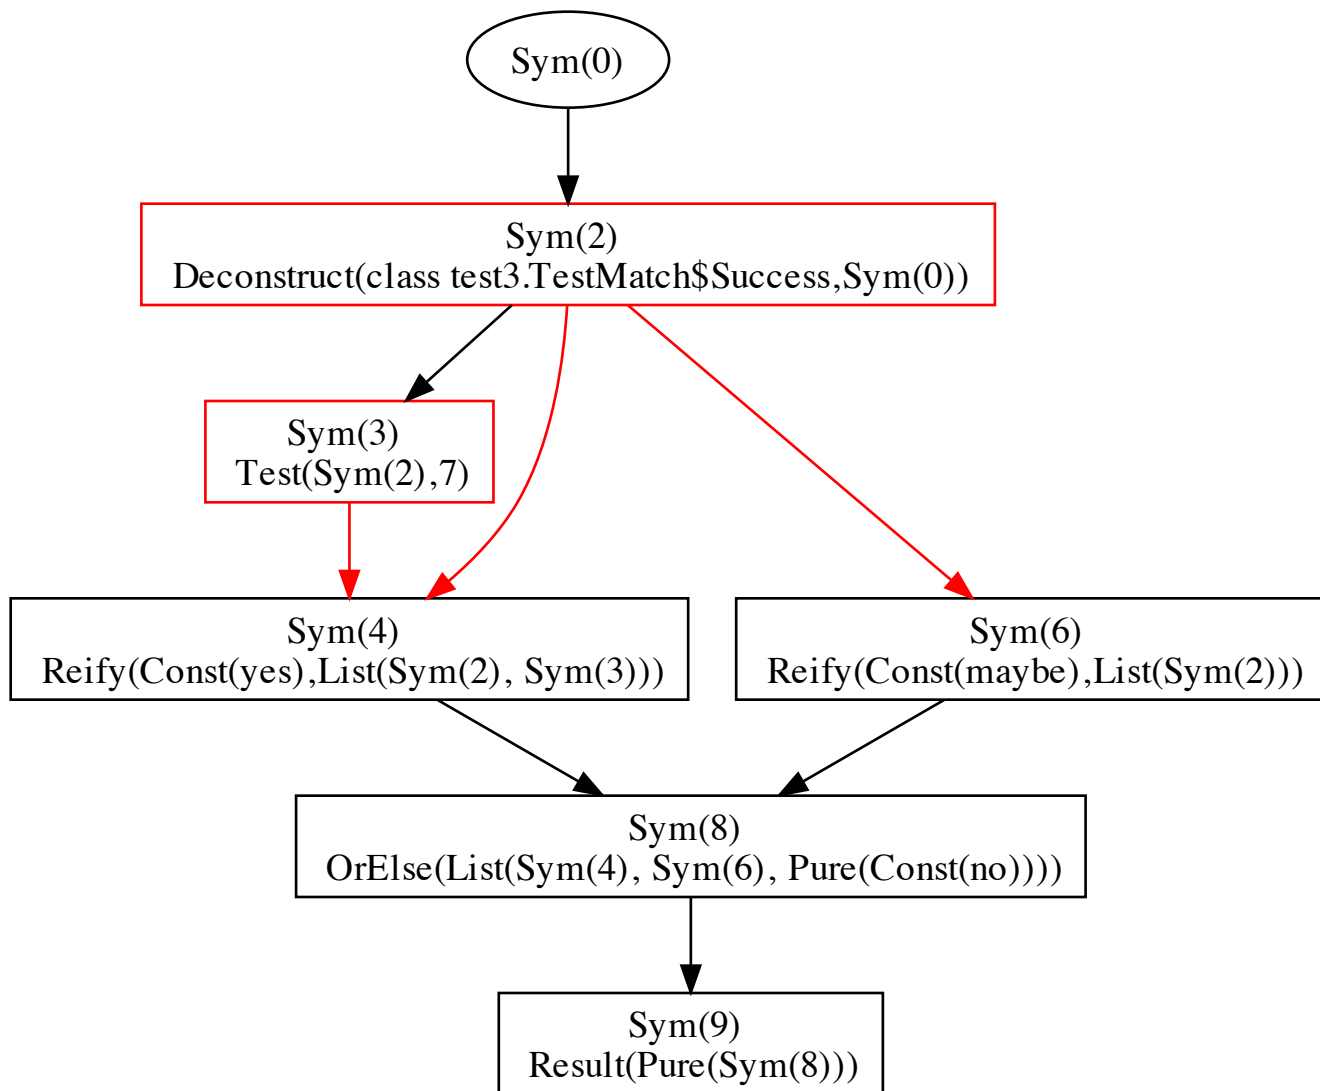 Sym(0)
Sym(2)
Deconstruct(class test3.TestMatch$Success,Sym(0))
Sym(3)
Test(Sym(2),7)
Sym(4)
Reify(Const(yes),List(Sym(2), Sym(3)))
Sym(6)
Reify(Const(maybe),List(Sym(2)))
Sym(8)
OrElse(List(Sym(4), Sym(6), Pure(Const(no))))
Sym(9)
Result(Pure(Sym(8)))